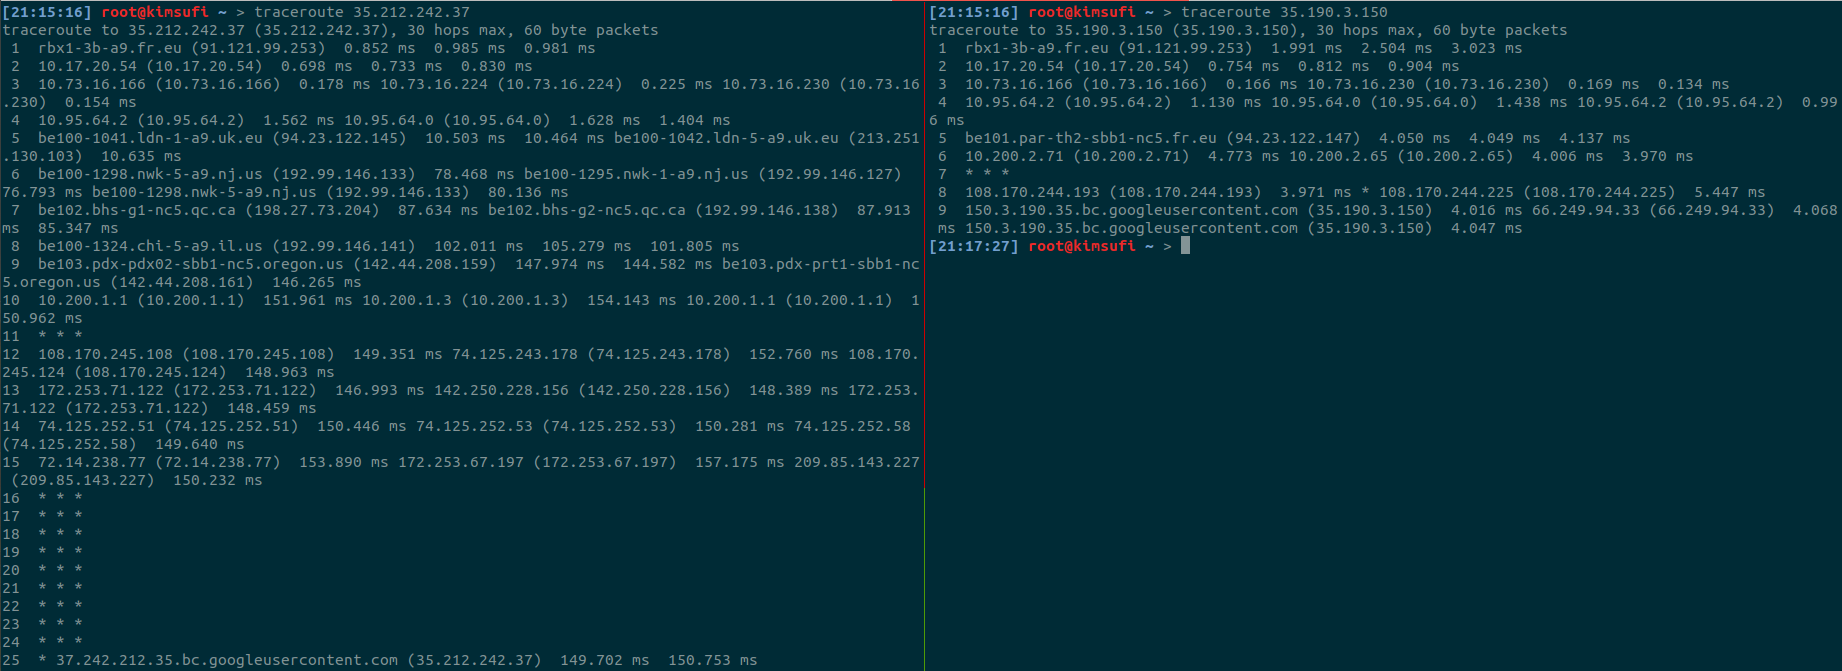 [21:15:16] root@kimsufi ~ > traceroute 35.212.242.37
traceroute to 35.212.242.37 (35.212.242.37), 30 hops max, 60 byte packets
 1  rbx1-3b-a9.fr.eu (91.121.99.253)  0.852 ms  0.985 ms  0.981 ms
 2  10.17.20.54 (10.17.20.54)  0.698 ms  0.733 ms  0.830 ms
 3  10.73.16.166 (10.73.16.166)  0.178 ms 10.73.16.224 (10.73.16.224)  0.225 ms 10.73.16.230 (10.73.16
.230)  0.154 ms
 4  10.95.64.2 (10.95.64.2)  1.562 ms 10.95.64.0 (10.95.64.0)  1.628 ms  1.404 ms
 5  be100-1041.ldn-1-a9.uk.eu (94.23.122.145)  10.503 ms  10.464 ms be100-1042.ldn-5-a9.uk.eu (213.251
.130.103)  10.635 ms
 6  be100-1298.nwk-5-a9.nj.us (192.99.146.133)  78.468 ms be100-1295.nwk-1-a9.nj.us (192.99.146.127)
76.793 ms be100-1298.nwk-5-a9.nj.us (192.99.146.133)  80.136 ms
 7  be102.bhs-g1-nc5.qc.ca (198.27.73.204)  87.634 ms be102.bhs-g2-nc5.qc.ca (192.99.146.138)  87.913
ms  85.347 ms
 8  be100-1324.chi-5-a9.il.us (192.99.146.141)  102.011 ms  105.279 ms  101.805 ms
 9  be103.pdx-pdx02-sbb1-nc5.oregon.us (142.44.208.159)  147.974 ms  144.582 ms be103.pdx-prt1-sbb1-nc
5.oregon.us (142.44.208.161)  146.265 ms
10  10.200.1.1 (10.200.1.1)  151.961 ms 10.200.1.3 (10.200.1.3)  154.143 ms 10.200.1.1 (10.200.1.1)  1
50.962 ms
11  * * *
12  108.170.245.108 (108.170.245.108)  149.351 ms 74.125.243.178 (74.125.243.178)  152.760 ms 108.170.
245.124 (108.170.245.124)  148.963 ms
13  172.253.71.122 (172.253.71.122)  146.993 ms 142.250.228.156 (142.250.228.156)  148.389 ms 172.253.
71.122 (172.253.71.122)  148.459 ms
14  74.125.252.51 (74.125.252.51)  150.446 ms 74.125.252.53 (74.125.252.53)  150.281 ms 74.125.252.58
(74.125.252.58)  149.640 ms
15  72.14.238.77 (72.14.238.77)  153.890 ms 172.253.67.197 (172.253.67.197)  157.175 ms 209.85.143.227
 (209.85.143.227)  150.232 ms
16  * * *
17  * * *
18  * * *
19  * * *
20  * * *
21  * * *
22  * * *
23  * * *
24  * * *
25  * 37.242.212.35.bc.googleusercontent.com (35.212.242.37)  149.702 ms  150.753 ms
[21:15:16] root@kimsufi ~ > traceroute 35.190.3.150
traceroute to 35.190.3.150 (35.190.3.150), 30 hops max, 60 byte packets
 1  rbx1-3b-a9.fr.eu (91.121.99.253)  1.991 ms  2.504 ms  3.023 ms
 2  10.17.20.54 (10.17.20.54)  0.754 ms  0.812 ms  0.904 ms
 3  10.73.16.166 (10.73.16.166)  0.166 ms 10.73.16.230 (10.73.16.230)  0.169 ms  0.134 ms
 4  10.95.64.2 (10.95.64.2)  1.130 ms 10.95.64.0 (10.95.64.0)  1.438 ms 10.95.64.2 (10.95.64.2)  0.99
6 ms
 5  be101.par-th2-sbb1-nc5.fr.eu (94.23.122.147)  4.050 ms  4.049 ms  4.137 ms
 6  10.200.2.71 (10.200.2.71)  4.773 ms 10.200.2.65 (10.200.2.65)  4.006 ms  3.970 ms
 7  * * *
 8  108.170.244.193 (108.170.244.193)  3.971 ms * 108.170.244.225 (108.170.244.225)  5.447 ms
 9  150.3.190.35.bc.googleusercontent.com (35.190.3.150)  4.016 ms 66.249.94.33 (66.249.94.33)  4.068
 ms 150.3.190.35.bc.googleusercontent.com (35.190.3.150)  4.047 ms
[21:17:27] root@kimsufi ~ >